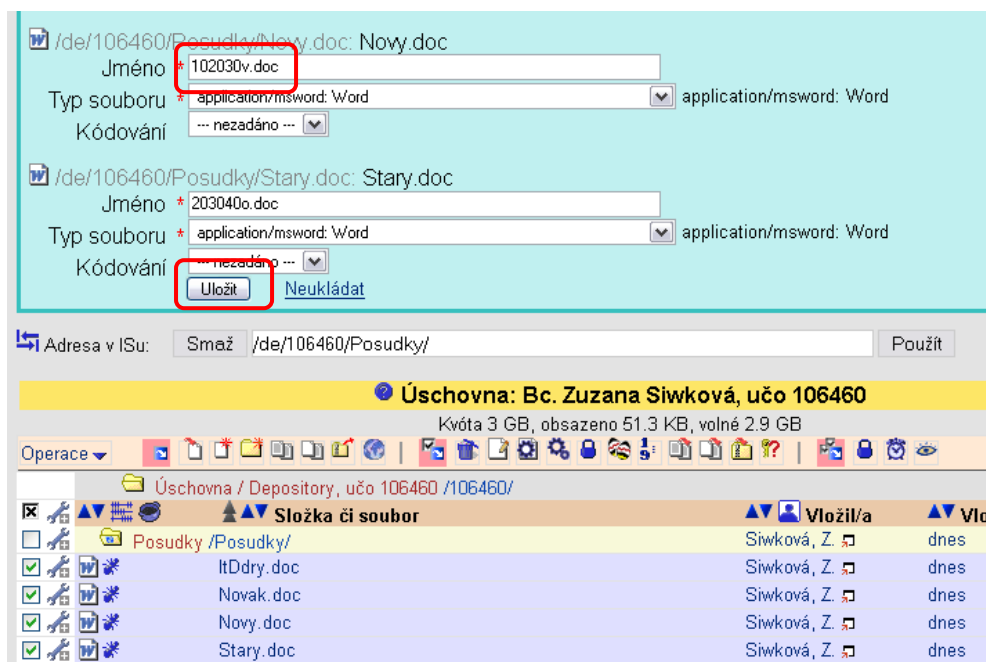 /de/106460/Posudky/Novy.doc: Novy.doc
Jméno * 102030v.doc
Typ souboru * application/msword: Word application/msword: Word
Kódování --- nezadáno ---
/de/106460/Posudky/Stary.doc: Stary.doc
Jméno * 203040o.doc
Typ souboru * application/msword: Word application/msword: Word
Kódování --- nezadáno ---
Uložit Neukládat
Adresa v ISu: Smaž /de/106460/Posudky/ Použít
Úschovna: Bc. Zuzana Siwková, učo 106460
Kvóta 3 GB, obsazeno 51.3 KB, volné 2.9 GB
Operace
Úschovna / Depository, učo 106460 /106460/
Složka či soubor Vložil/a Vlo
Posudky /Posudky/ Siwková, Z. dnes
ItDdry.doc Siwková, Z. dnes
Novak.doc Siwková, Z. dnes
Novy.doc Siwková, Z. dnes
Stary.doc Siwková, Z. dnes